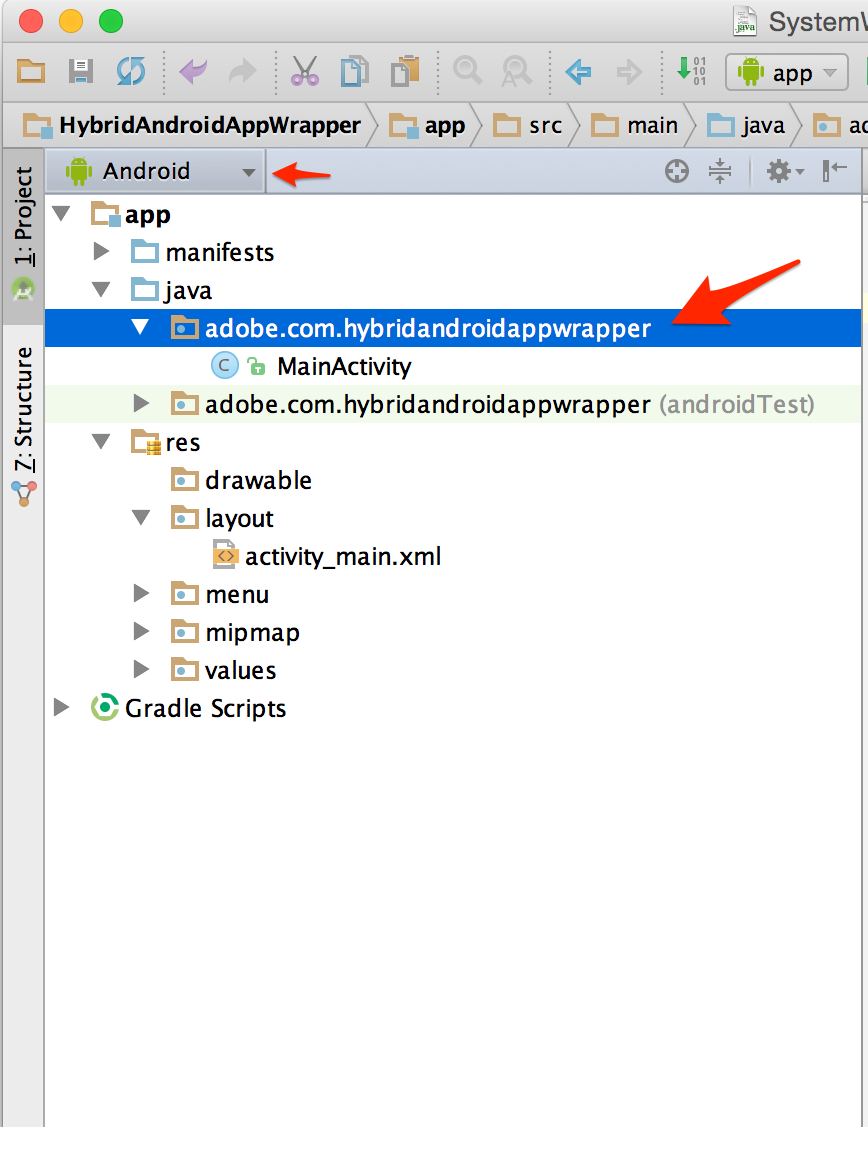 SystemW
app
HybridAndroidAppWrapper app src main java ad
Android
1: Project
7: Structure
app
manifests
java
adobe.com.hybridandroidappwrapper
MainActivity
adobe.com.hybridandroidappwrapper (androidTest)
res
drawable
layout
activity_main.xml
menu
mipmap
values
Gradle Scripts